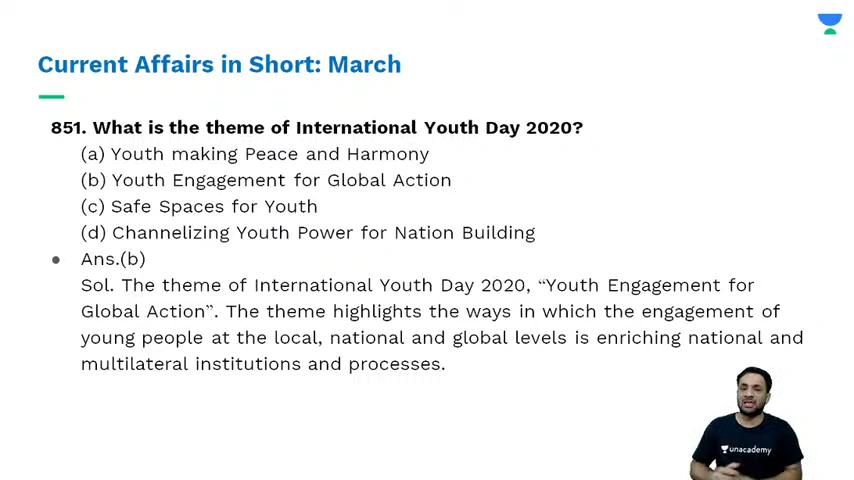 Current Affairs in Short: March
851. What is the theme of International Youth Day 2020?
(a) Youth making Peace and Harmony
(b) Youth Engagement for Global Action
(c) Safe Spaces for Youth
(d) Channelizing Youth Power for Nation Building
● Ans.(b)
Sol. The theme of International Youth Day 2020, “Youth Engagement for
Global Action”. The theme highlights the ways in which the engagement of
young people at the local, national and global levels is enriching national and
multilateral institutions and processes.
unacademy